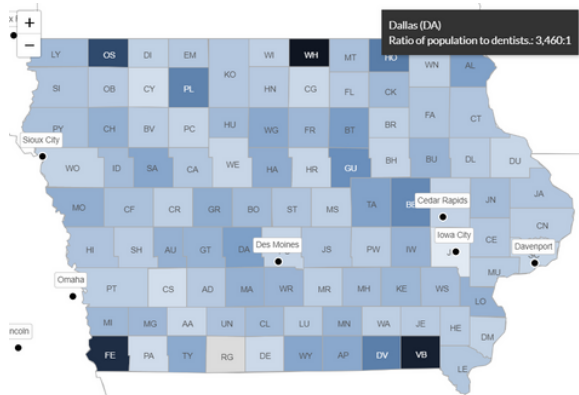 +
−
Dallas (DA)
Ratio of population to dentists.: 3,460:1
LY OS DI EM WI WH MT WN AL
SI OB CY PL KO HN CG FL CK
PY CH BV PC HU WG FR BT BR FA CT
Sioux City
WO ID SA CA WE HA HR GU BH BU DL DU
MO CF CR GR BO ST MS TA JN JA
Cedar Rapids
HI SH AU GT DA JS PW IW CE CN
Des Moines
Iowa City
Davenport
Omaha
PT CS AD MA WR MR MH KE WS MU LO
MI MG AA UN CL LU MN WA JE HE DM
ncoln
FE PA TY RG DE WY AP DV VB LE